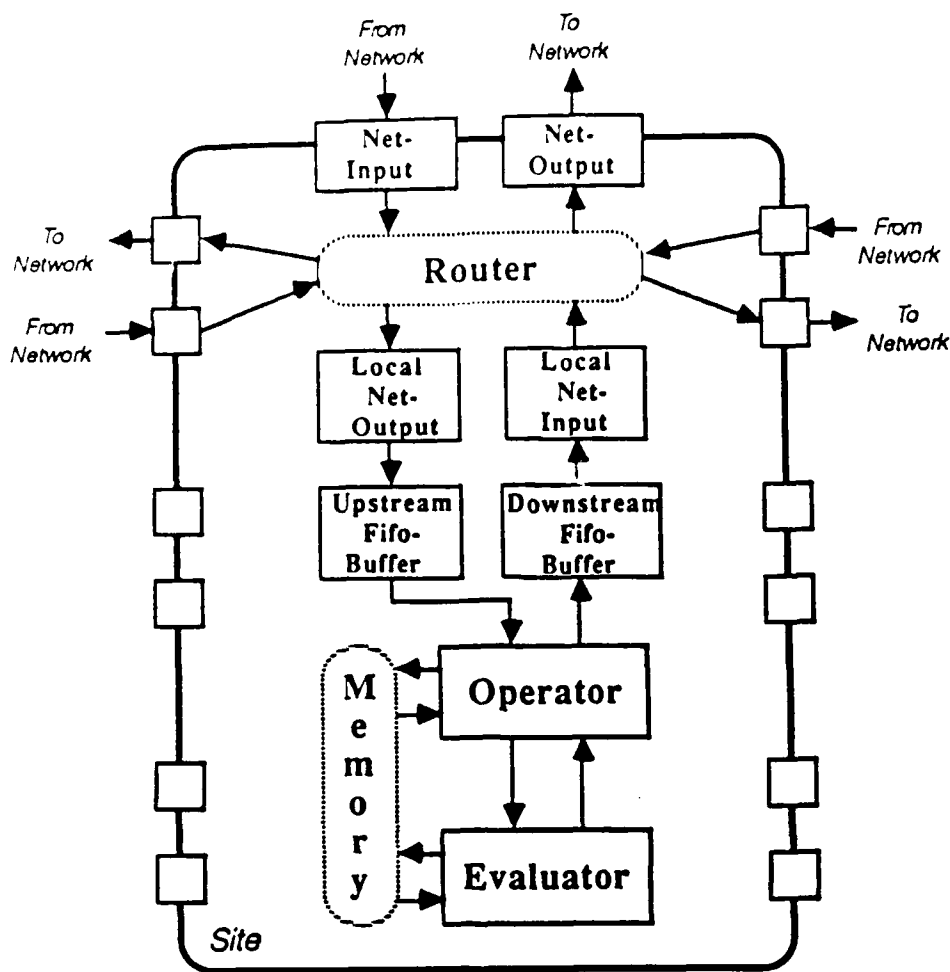 From
Network
To
Network
Net-
Input
Net-
Output
To
Network
From
Network
Router
From
Network
To
Network
Local
Net-
Output
Local
Net-
Input
Upstream
Fifo-
Buffer
Downstream
Fifo-
Buffer
Memory
Operator
Evaluator
Site